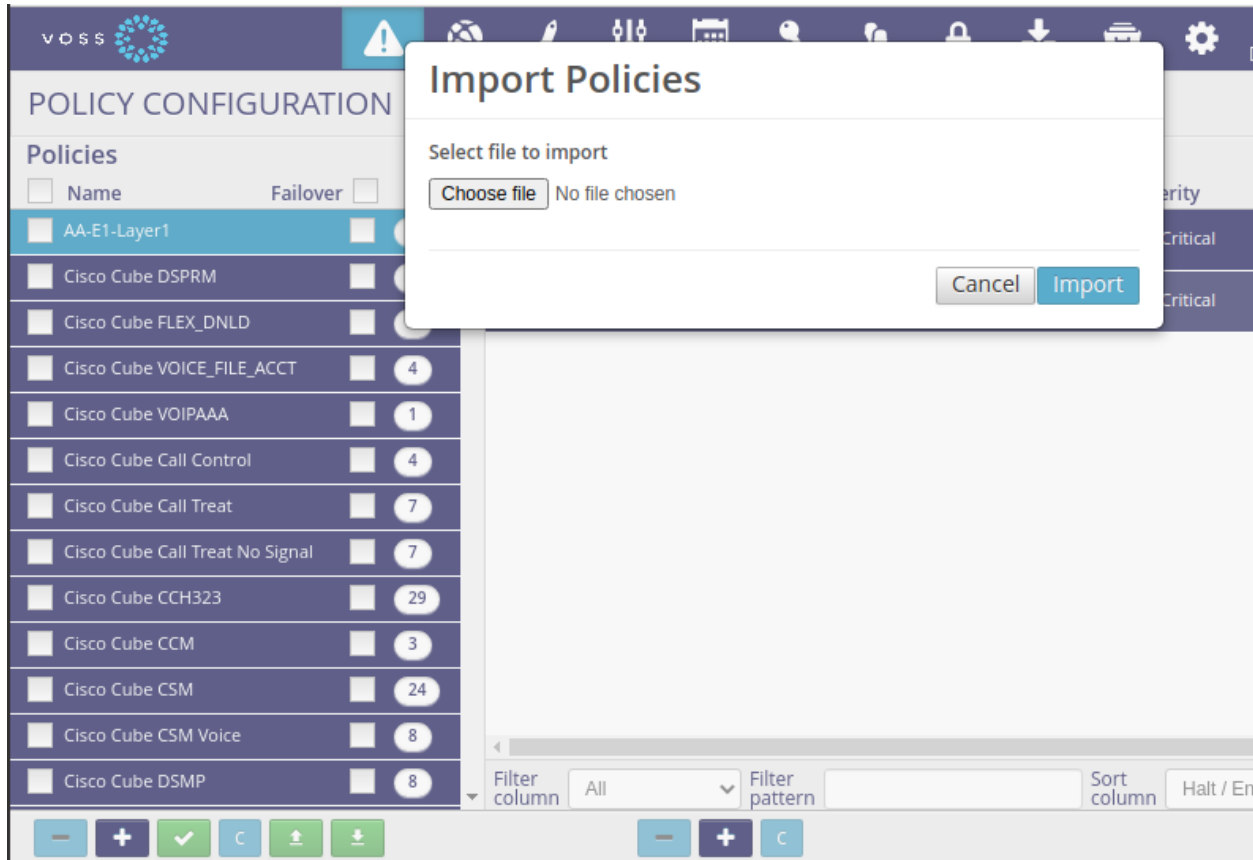 VOSS
Import Policies
POLICY CONFIGURATION
Select file to import
Choose file No file chosen
Cancel Import
Policies
Name Failover
erity
AA-E1-Layer1
Critical
Cisco Cube DSPRM
Critical
Cisco Cube FLEX_DNLD
Cisco Cube VOICE_FILE_ACCT 4
Cisco Cube VOIPAAA 1
Cisco Cube Call Control 4
Cisco Cube Call Treat 7
Cisco Cube Call Treat No Signal 7
Cisco Cube CCH323 29
Cisco Cube CCM 3
Cisco Cube CSM 24
Cisco Cube CSM Voice 8
Cisco Cube DSMP 8
Filter column All Filter pattern Sort column Halt / En
C
C